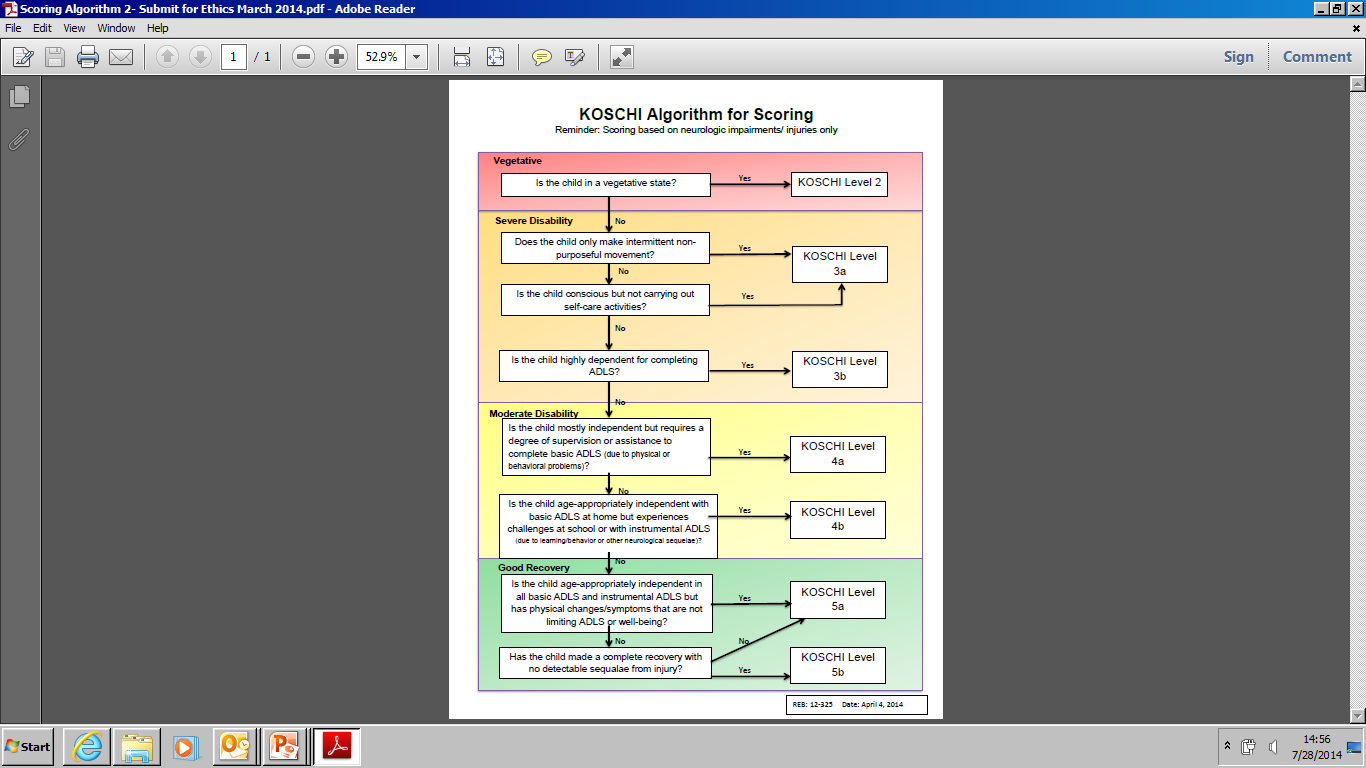 Scoring Algorithm 2- Submit for Ethics March 2014.pdf - Adobe Reader
File Edit View Window Help
1 / 1 52.9% Sign Comment
KOSCHI Algorithm for Scoring
Reminder: Scoring based on neurologic impairments/ injuries only
Vegetative
Is the child in a vegetative state?
Yes
KOSCHI Level 2
No
Severe Disability
Does the child only make intermittent non-
purposeful movement?
Yes
KOSCHI Level
3a
No
Is the child conscious but not carrying out
self-care activities?
Yes
No
Is the child highly dependent for completing
ADLS?
Yes
KOSCHI Level
3b
No
Moderate Disability
Is the child mostly independent but requires a
degree of supervision or assistance to
complete basic ADLS (due to physical or
behavioral problems)?
Yes
KOSCHI Level
4a
No
Is the child age-appropriately independent with
basic ADLS at home but experiences
challenges at school or with instrumental ADLS
(due to learning/behavior or other neurological sequelae)?
Yes
KOSCHI Level
4b
No
Good Recovery
Is the child age-appropriately independent in
all basic ADLS and instrumental ADLS but
has physical changes/symptoms that are not
limiting ADLS or well-being?
Yes
KOSCHI Level
5a
No
No
Has the child made a complete recovery with
no detectable sequalae from injury?
Yes
KOSCHI Level
5b
REB: 12-325 Date: April 4, 2014
Start
14:56
7/28/2014